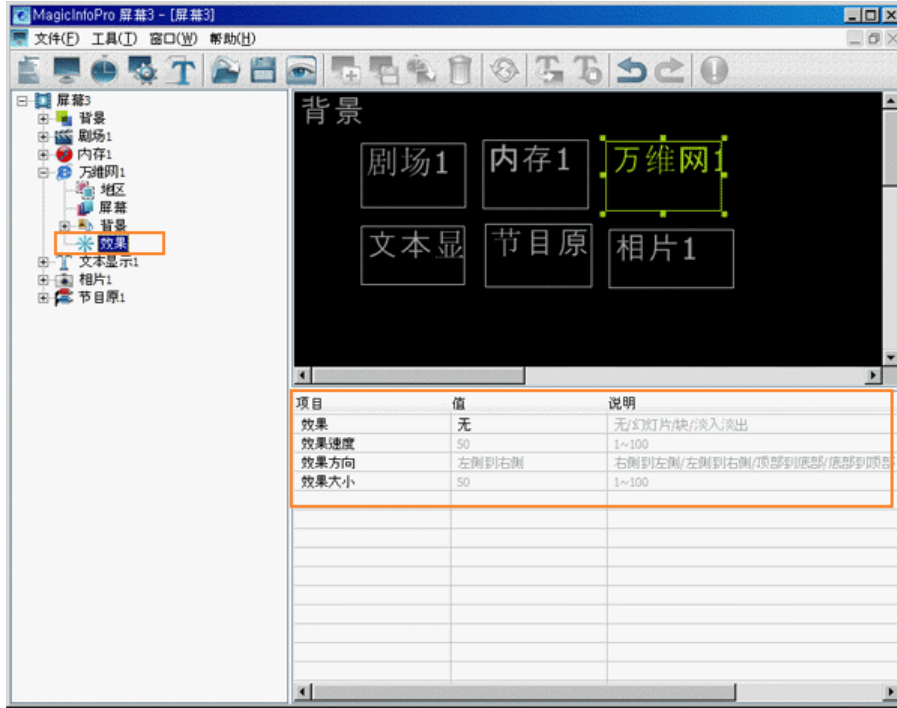 MagicInfoPro 屏幕3 - [屏幕3]
文件(F) 工具(T) 窗口(W) 帮助(H)
屏幕3
背景
剧场1
内存1
万维网1
地区
屏幕
背景
效果
文本显示1
相片1
节目原1
背景
剧场1 内存1 万维网1
文本显 节目原 相片1
项目 值 说明
效果 无 无/幻灯片/块/淡入淡出
效果速度 50 1~100
效果方向 左侧到右侧 右侧到左侧/左侧到右侧/顶部到底部/底部到顶部
效果大小 50 1~100